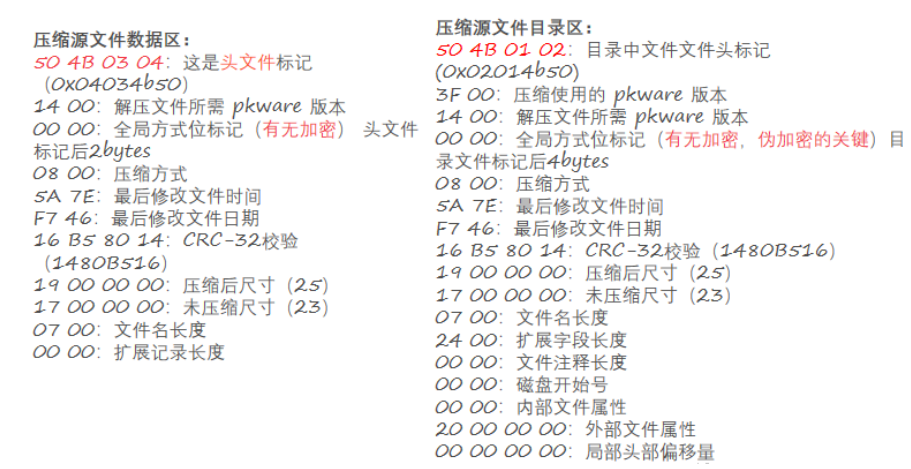 压缩源文件数据区：
50 4B 03 04：这是头文件标记
（0x04034b50）
14 00：解压文件所需 pkware 版本
00 00：全局方式位标记（有无加密） 头文件
标记后2bytes
08 00：压缩方式
5A 7E：最后修改文件时间
F7 46：最后修改文件日期
16 B5 80 14：CRC-32校验
（1480B516）
19 00 00 00：压缩后尺寸（25）
17 00 00 00：未压缩尺寸（23）
07 00：文件名长度
00 00：扩展记录长度
压缩源文件目录区：
50 4B 01 02：目录中文件文件头标记
(0x02014b50)
3F 00：压缩使用的 pkware 版本
14 00：解压文件所需 pkware 版本
00 00：全局方式位标记（有无加密，伪加密的关键）目
录文件标记后4bytes
08 00：压缩方式
5A 7E：最后修改文件时间
F7 46：最后修改文件日期
16 B5 80 14：CRC-32校验（1480B516）
19 00 00 00：压缩后尺寸（25）
17 00 00 00：未压缩尺寸（23）
07 00：文件名长度
24 00：扩展字段长度
00 00：文件注释长度
00 00：磁盘开始号
00 00：内部文件属性
20 00 00 00：外部文件属性
00 00 00 00：局部头部偏移量